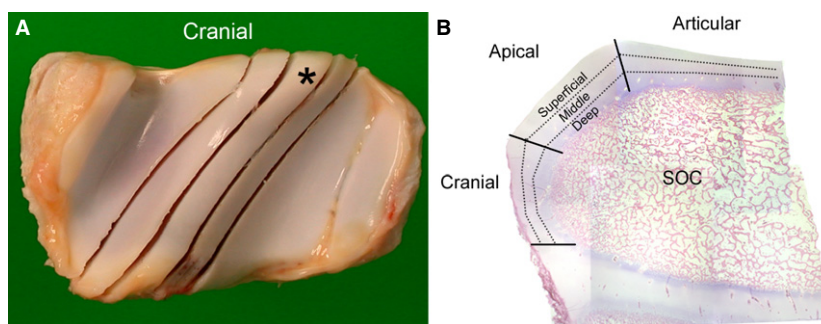 A
Cranial
*
B
Apical
Articular
Superficial
Middle
Deep
Cranial
SOC